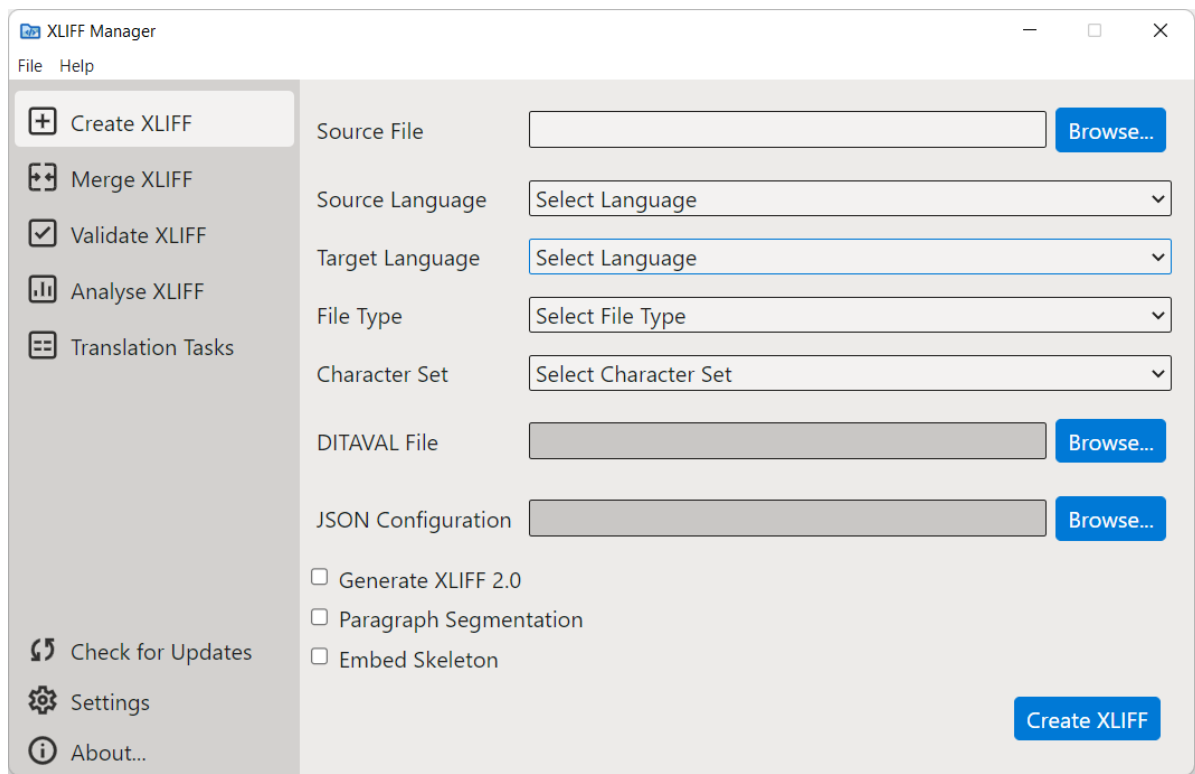 XLIFF Manager
File Help
Create XLIFF
Merge XLIFF
Validate XLIFF
Analyse XLIFF
Translation Tasks
Check for Updates
Settings
About...
Source File
Browse...
Source Language
Select Language
Target Language
Select Language
File Type
Select File Type
Character Set
Select Character Set
DITAVAL File
Browse...
JSON Configuration
Browse...
Generate XLIFF 2.0
Paragraph Segmentation
Embed Skeleton
Create XLIFF